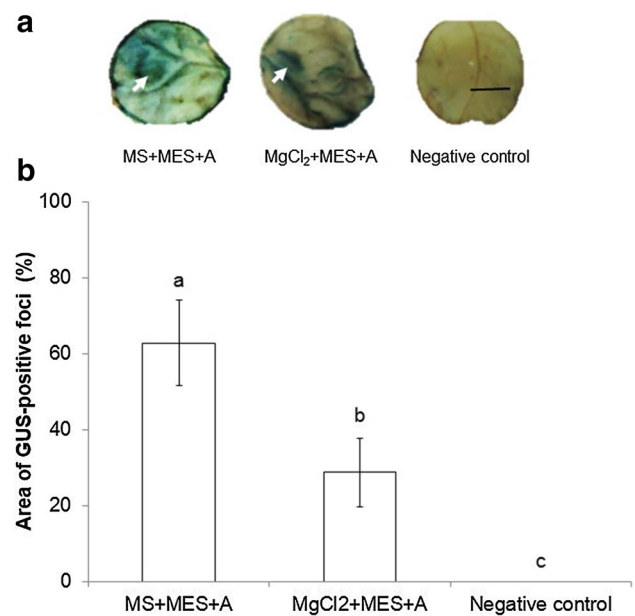 a
MS+MES+A MgCl₂+MES+A Negative control
b
Area of GUS-positive foci (%)
100
80
60
40
20
0
a
b
c
MS+MES+A MgCl2+MES+A Negative control